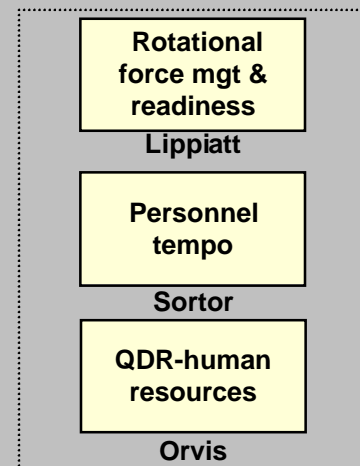 Rotational
force mgt &
readiness
Lippiatt
Personnel
tempo
Sortor
QDR-human
resources
Orvis